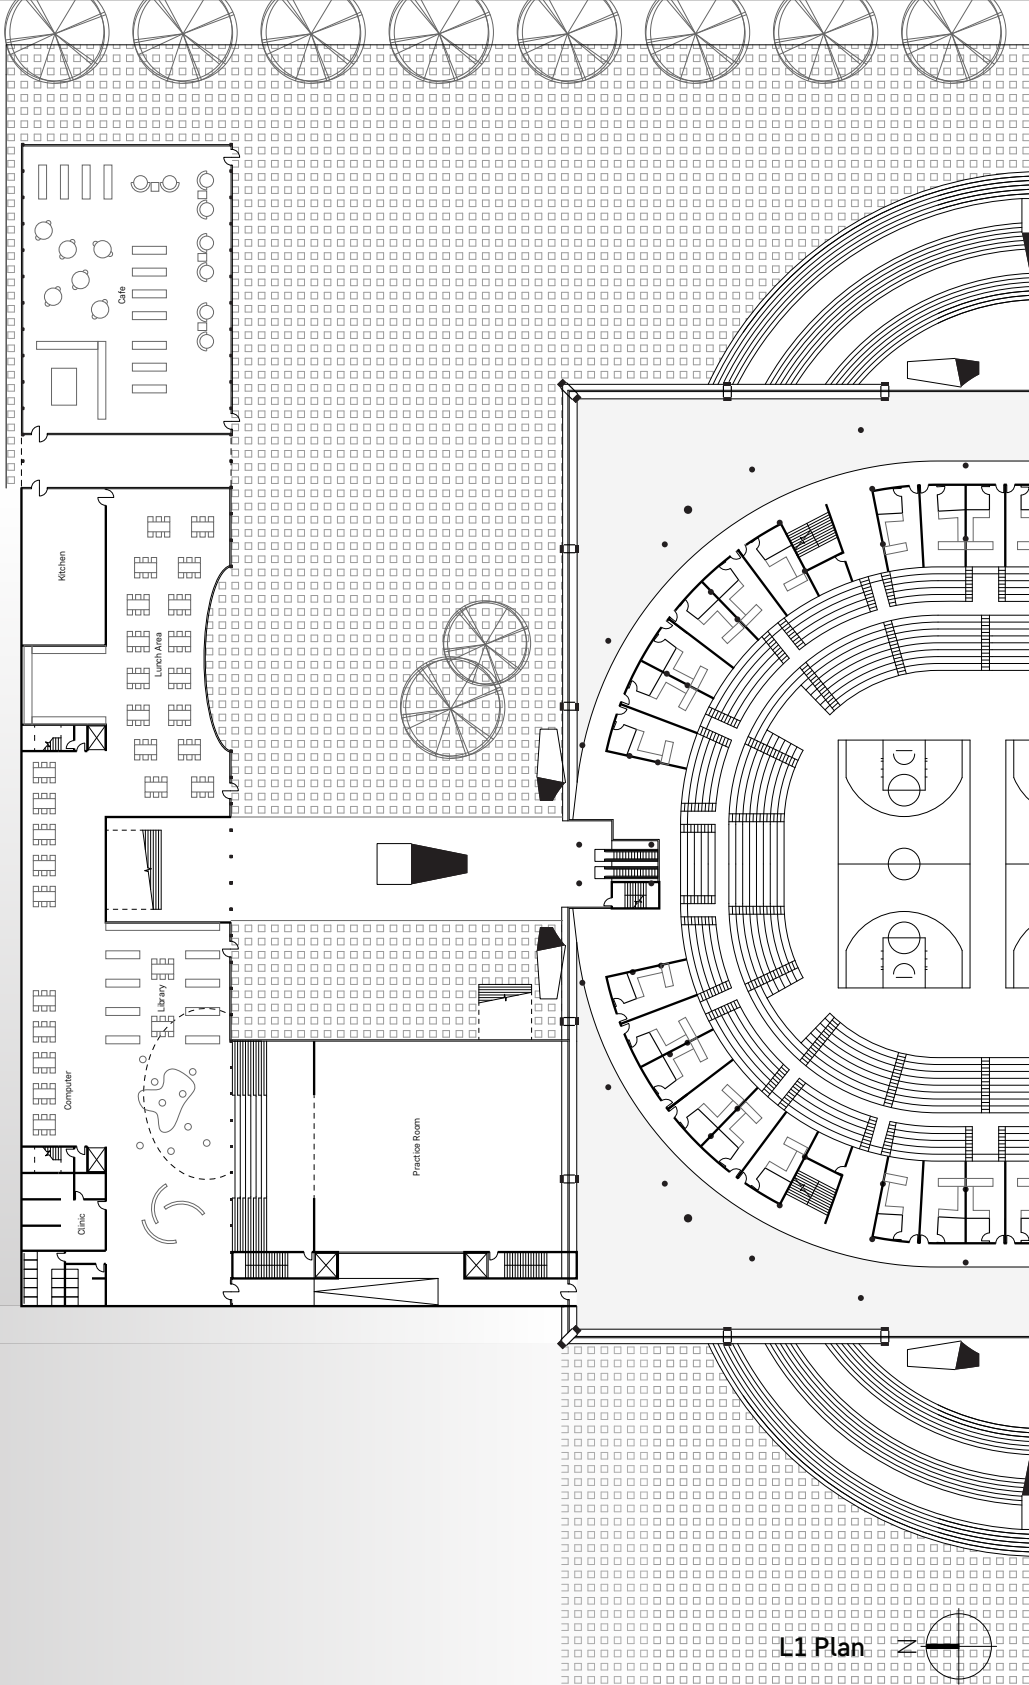 Cafe
Kitchen
Lunch Area
Library
Computer
Practice Room
Clinic
L1 Plan
N